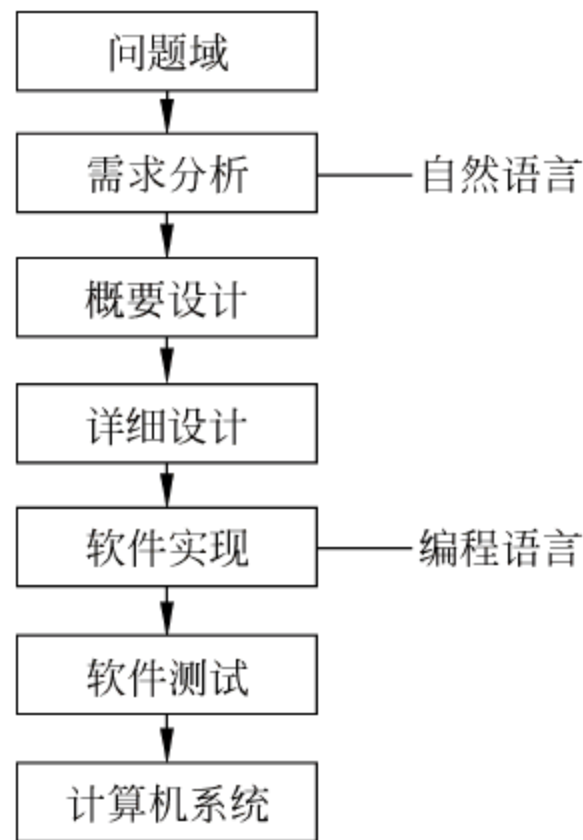 问题域
需求分析
自然语言
概要设计
详细设计
软件实现
编程语言
软件测试
计算机系统